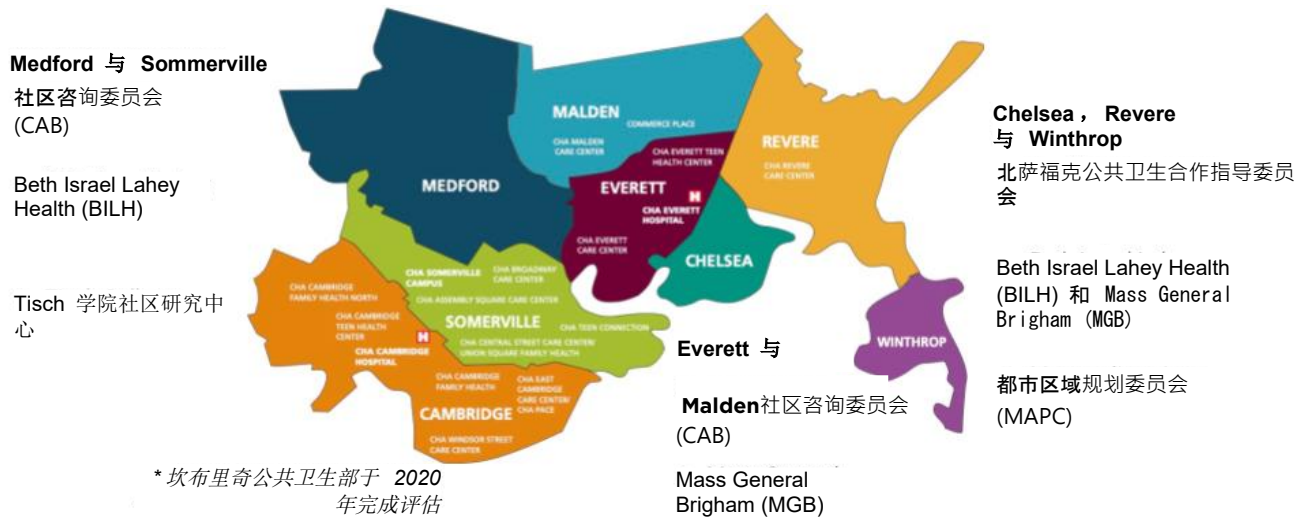 Medford 与 Sommerville
社区咨询委员会
(CAB)
Beth Israel Lahey
Health (BILH)
Tisch 学院社区研究中
心
MEDFORD
MALDEN
COMMERCE PLACE
CHA MALDEN
CARE CENTER
CHA EVERETT TEEN
HEALTH CENTER
EVERETT
H
CHA EVERETT
HOSPITAL
CHA EVERETT
CARE CENTER
REVERE
CHA REVERE
CARE CENTER
CHELSEA
WINTHROP
CHA SOMERVILLE
CAMPUS
CHA BROADWAY
CARE CENTER
CHA ASSEMBLY SQUARE CARE CENTER
SOMERVILLE
CHA TEEN CONNECTION
CHA CENTRAL STREET CARE CENTER/
UNION SQUARE FAMILY HEALTH
CHA CAMBRIDGE
FAMILY HEALTH NORTH
CHA CAMBRIDGE
TEEN HEALTH
CENTER
H
CHA CAMBRIDGE
HOSPITAL
CHA CAMBRIDGE
FAMILY HEALTH
CHA EAST
CAMBRIDGE
CARE CENTER/
CHA PACE
CAMBRIDGE
CHA WINDSOR STREET
CARE CENTER
* 坎布里奇公共卫生部于 2020
年完成评估
Everett 与
Malden社区咨询委员会
(CAB)
Mass General
Brigham (MGB)
Chelsea ，Revere
与 Winthrop
北萨福克公共卫生合作指导委员
会
Beth Israel Lahey Health
(BILH) 和 Mass General
Brigham (MGB)
都市区域规划委员会
(MAPC)